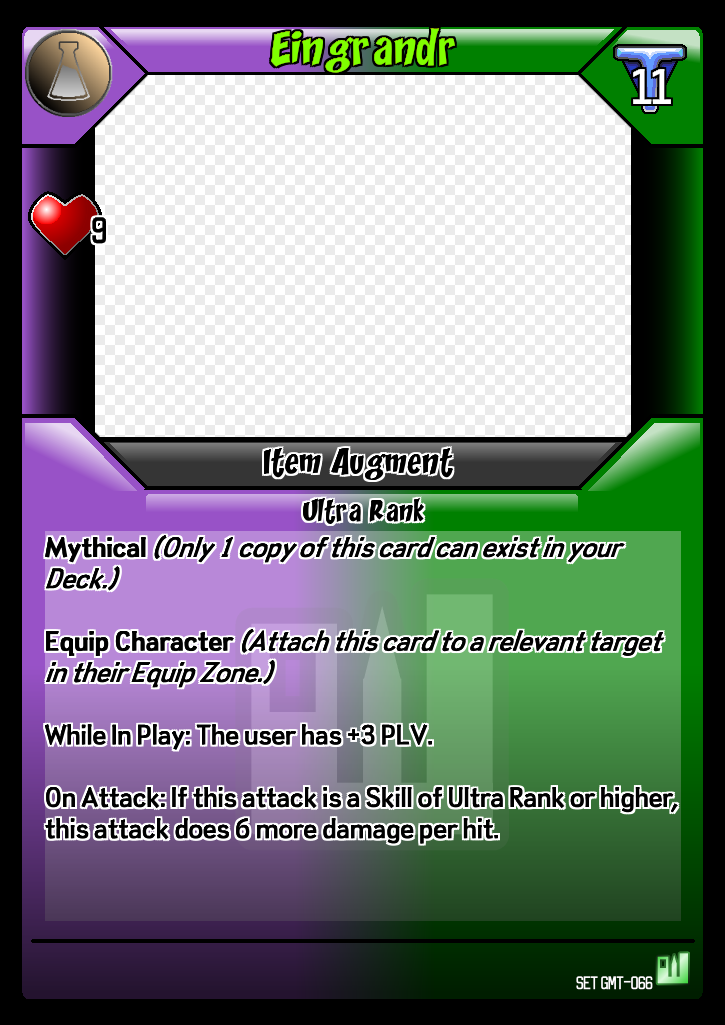 Eingrandr
11
9
Item Augment
Ultra Rank
Mythical (Only 1 copy of this card can exist in your
Deck.)
Equip Character (Attach this card to a relevant target
in their Equip Zone.)
While In Play: The user has +3 PLV.
On Attack: If this attack is a Skill of Ultra Rank or higher,
this attack does 6 more damage per hit.
SET GMT-066